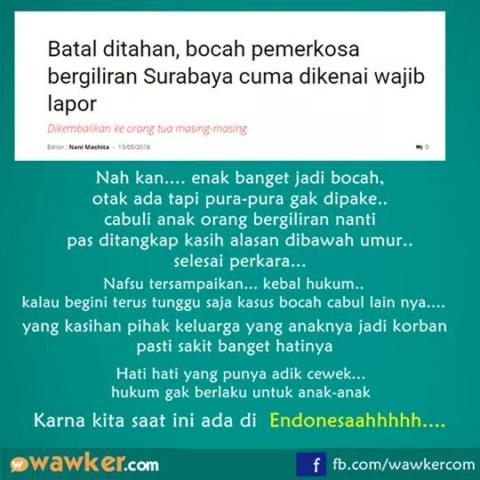 Batal ditahan, bocah pemerkosa
bergiliran Surabaya cuma dikenai wajib
lapor
Dikembalikan ke orang tua masing-masing
Editor : Nani Mashita - 13/05/2016
0
Nah kan.... enak banget jadi bocah,
otak ada tapi pura-pura gak dipake..
cabuli anak orang bergiliran nanti
pas ditangkap kasih alasan dibawah umur..
selesai perkara...
Nafsu tersampaikan... kebal hukum..
kalau begini terus tunggu saja kasus bocah cabul lain nya....
yang kasihan pihak keluarga yang anaknya jadi korban
pasti sakit banget hatinya
Hati hati yang punya adik cewek...
hukum gak berlaku untuk anak-anak
Karna kita saat ini ada di Endonesaahhhhh....
wawker.com
f fb.com/wawkercom